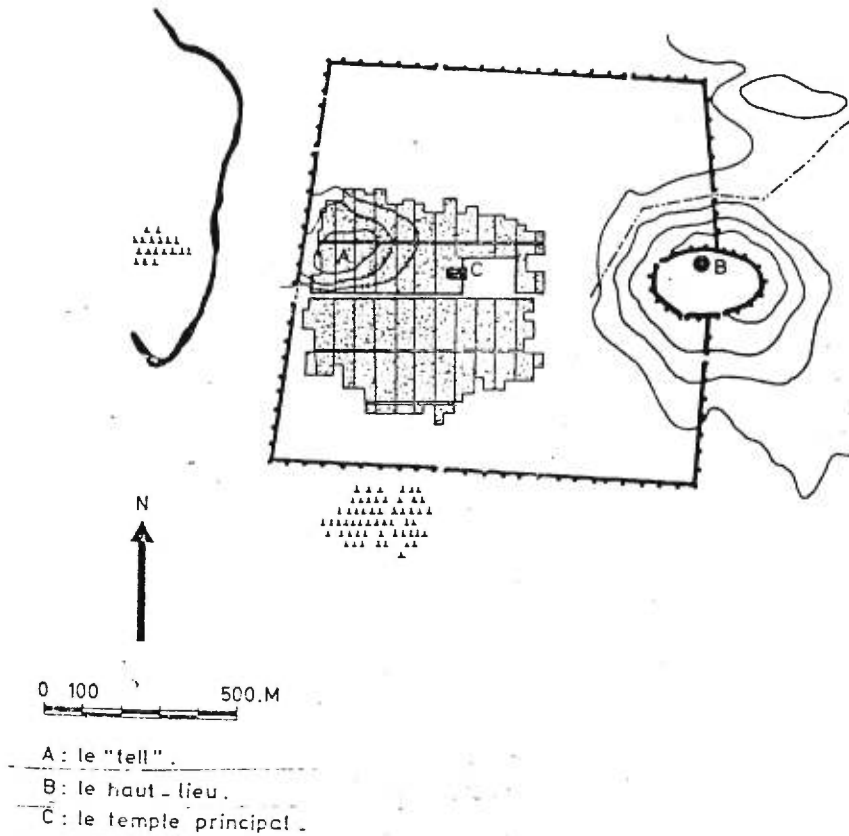 A
C
B
N
0 100 500.M
A : le "tell".
B : le haut-lieu.
C : le temple principal.